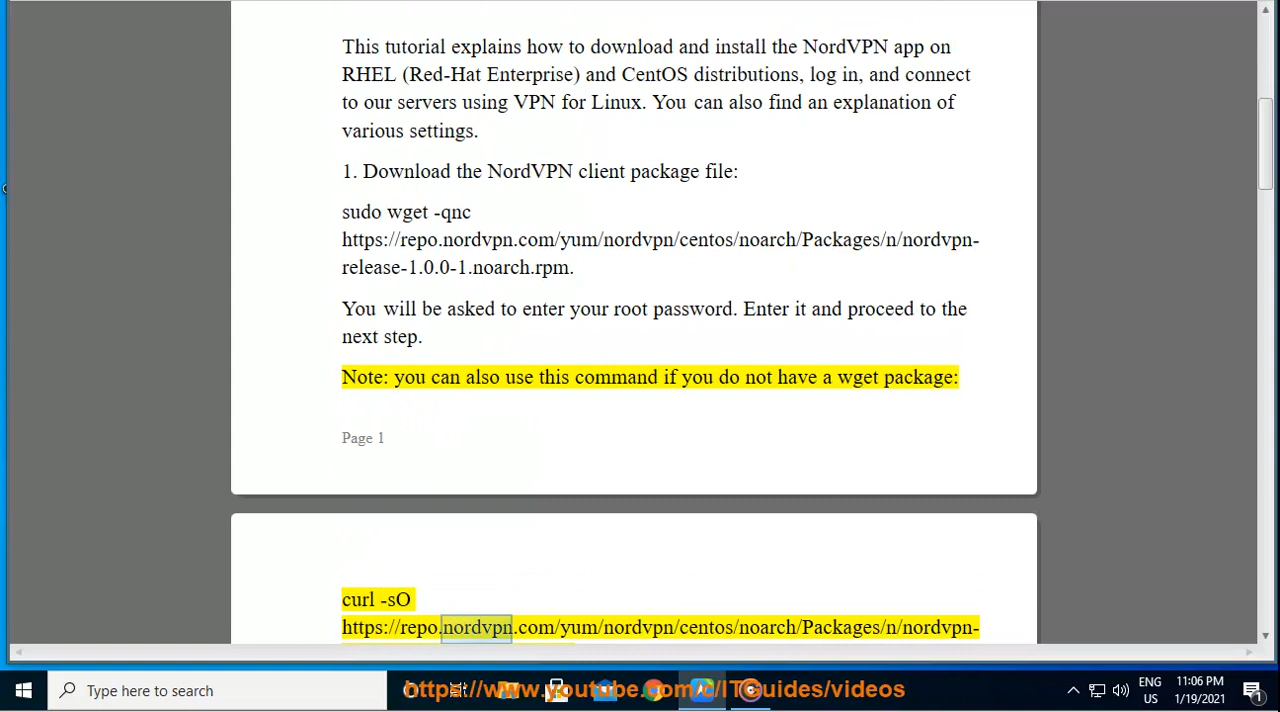 This tutorial explains how to download and install the NordVPN app on
RHEL (Red-Hat Enterprise) and CentOS distributions, log in, and connect
to our servers using VPN for Linux. You can also find an explanation of
various settings.
1. Download the NordVPN client package file:
sudo wget -qnc
https://repo.nordvpn.com/yum/nordvpn/centos/noarch/Packages/n/nordvpn-
release-1.0.0-1.noarch.rpm.
You will be asked to enter your root password. Enter it and proceed to the
next step.
Note: you can also use this command if you do not have a wget package:
Page 1
curl -sO
https://repo.nordvpn.com/yum/nordvpn/centos/noarch/Packages/n/nordvpn-
Type here to search
https://www.youtube.com/c/ITGuides/videos
ENG
US
11:06 PM
1/19/2021
1